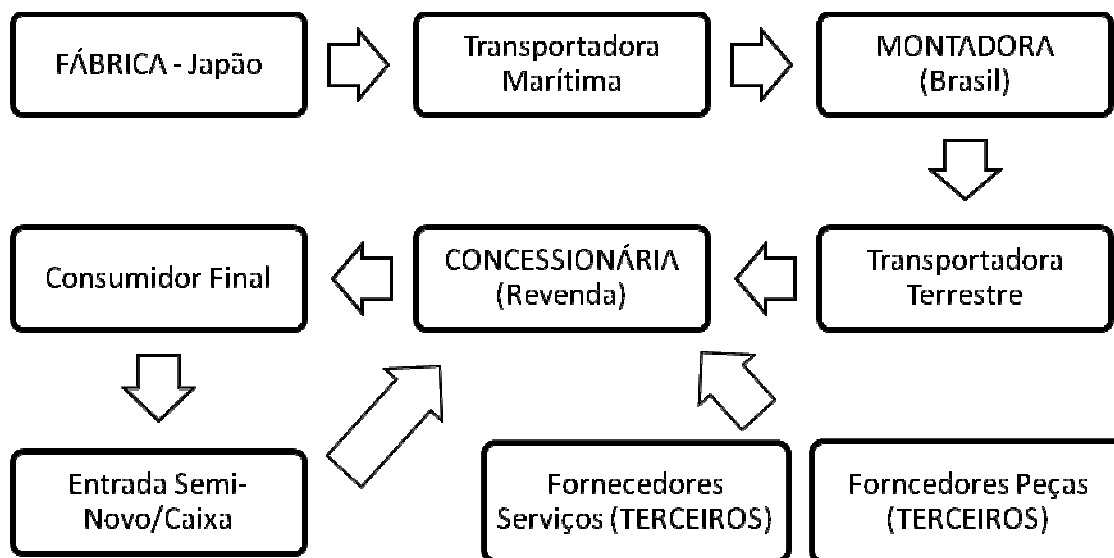 FÁBRICA - Japão
Transportadora
Marítima
MONTADORA
(Brasil)
Consumidor Final
CONCESSIONÁRIA
(Revenda)
Transportadora
Terrestre
Entrada Semi-
Novo/Caixa
Fornecedores
Serviços (TERCEIROS)
Forncedores Peças
(TERCEIROS)